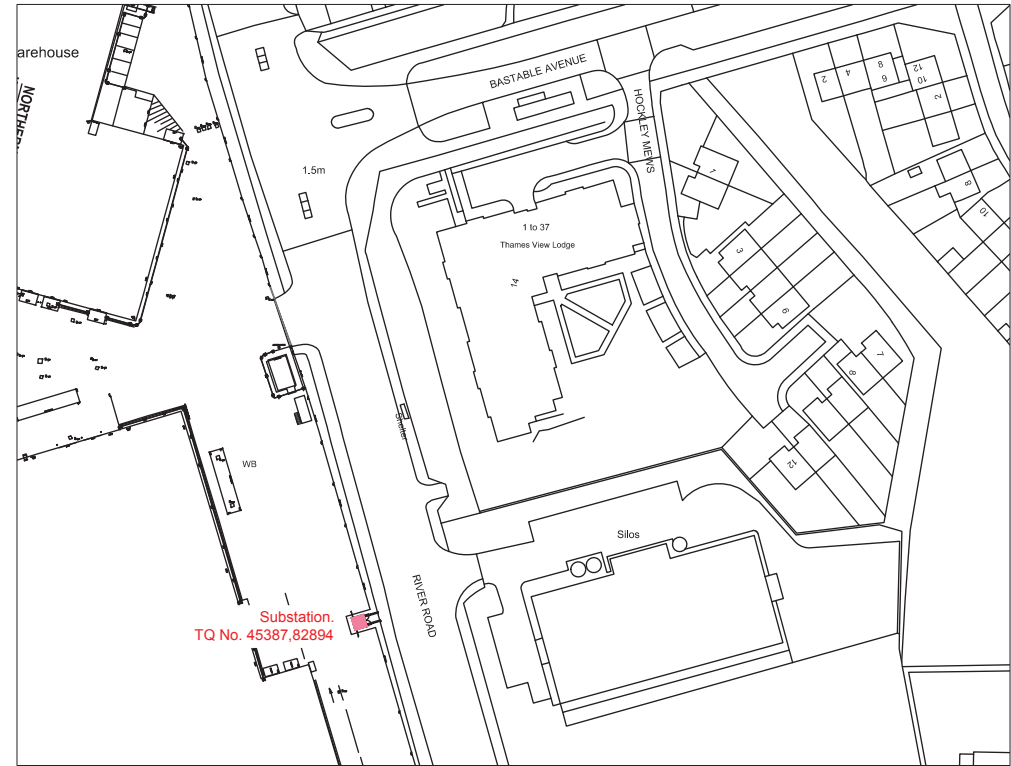 arehouse
BASTABLE AVENUE
HOCKLEY MEWS
2
4
6
8
12
10
2
8
10
1
1.5m
1 to 37
Thames View Lodge
14
3
6
7
8
12
Shelter
WB
Silos
RIVER ROAD
Substation.
TQ No. 45387,82894